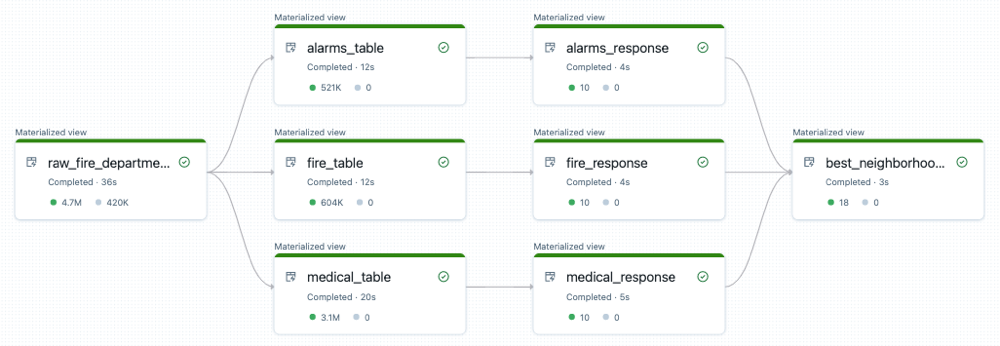 Materialized view
alarms_table
Completed · 12s
521K 0
Materialized view
alarms_response
Completed · 4s
10 0
Materialized view
raw_fire_departme...
Completed · 36s
4.7M 420K
Materialized view
fire_table
Completed · 12s
604K 0
Materialized view
fire_response
Completed · 4s
10 0
Materialized view
best_neighborhoo...
Completed · 3s
18 0
Materialized view
medical_table
Completed · 20s
3.1M 0
Materialized view
medical_response
Completed · 5s
10 0